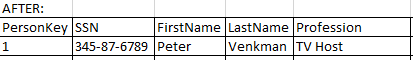 AFTER:
PersonKey SSN FirstName LastName Profession
1 345-87-6789 Peter Venkman TV Host